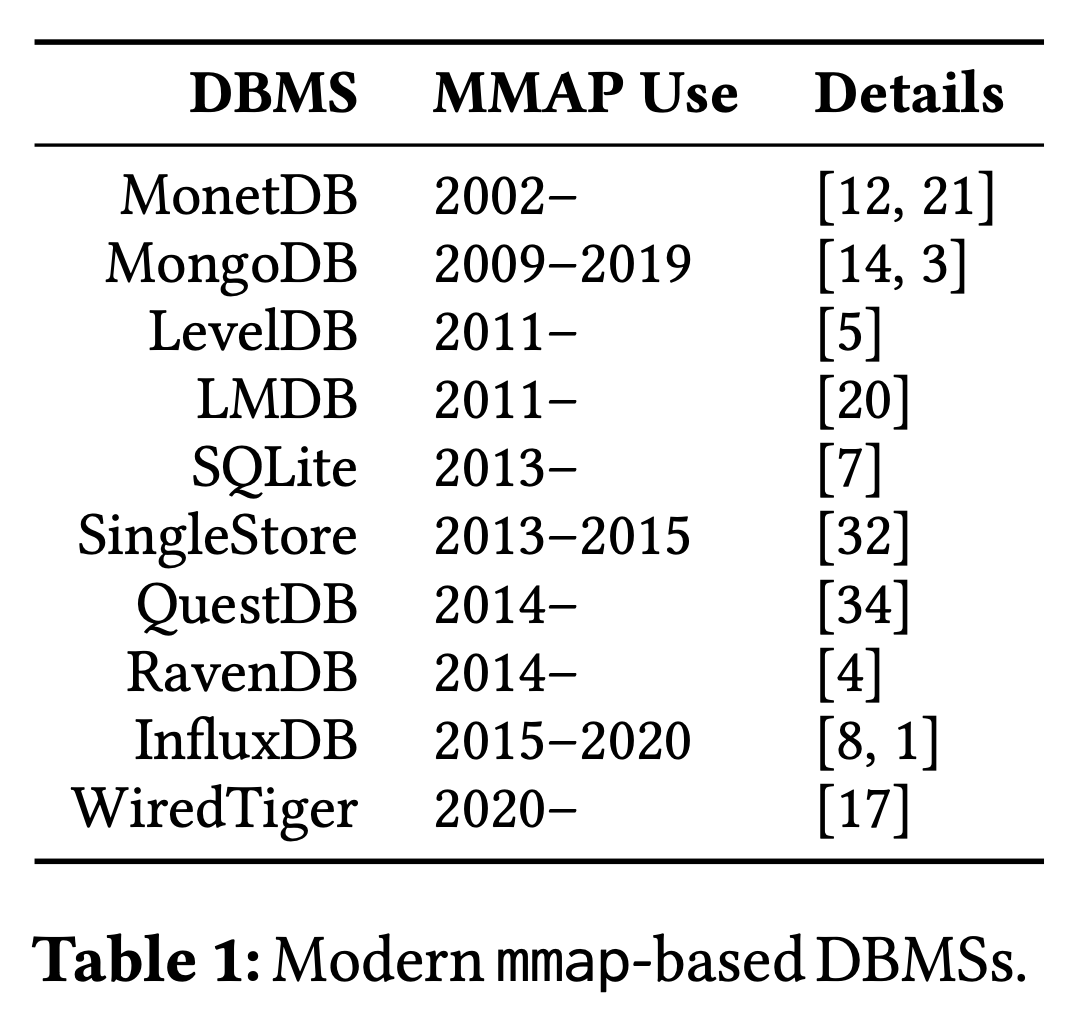 DBMS MMAP Use Details
MonetDB 2002– [12, 21]
MongoDB 2009–2019 [14, 3]
LevelDB 2011– [5]
LMDB 2011– [20]
SQLite 2013– [7]
SingleStore 2013–2015 [32]
QuestDB 2014– [34]
RavenDB 2014– [4]
InfluxDB 2015–2020 [8, 1]
WiredTiger 2020– [17]
Table 1: Modern mmap-based DBMSs.